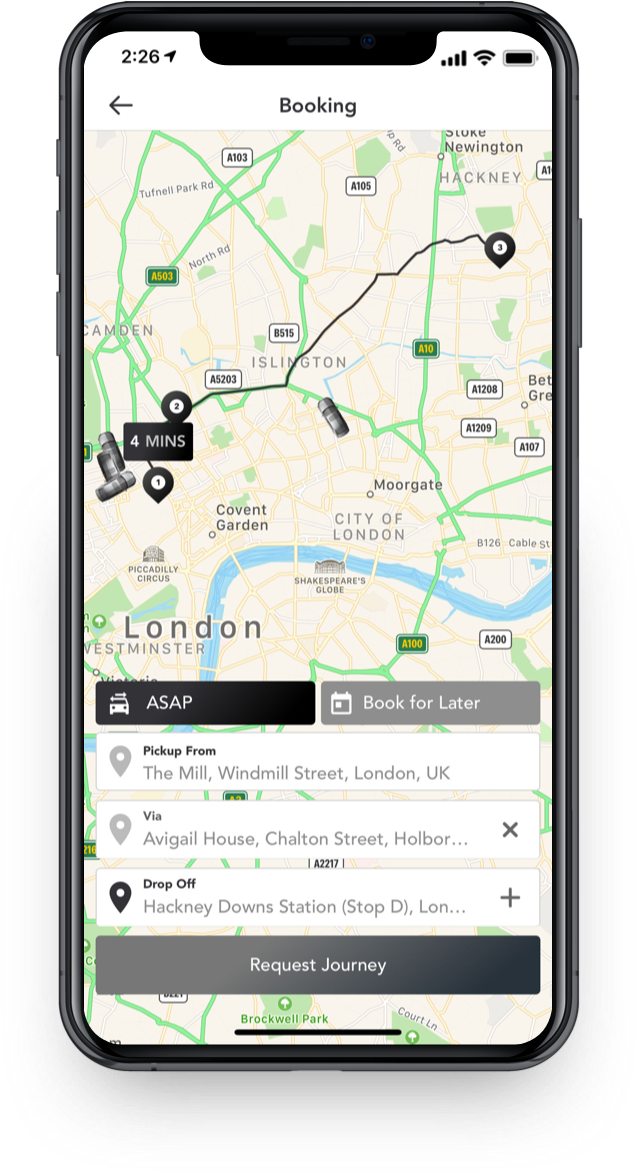 2:26
Booking
Stoke
Newington
A103
HACKNEY
A105
Tufnell Park Rd
North Rd
3
A503
CAMDEN
B515
A10
ISLINGTON
A5203
A1208
Bet
Gre
2
A1209
4 MINS
A107
1
Moorgate
Covent
Garden
CITY OF
LONDON
B126
Cable St
PICCADILLY
CIRCUS
SHAKESPEARE'S
GLOBE
London
WESTMINSTER
A100
A200
Victoria
ASAP
Book for Later
Pickup From
The Mill, Windmill Street, London, UK
Via
Avigail House, Chalton Street, Holbor…
A2217
Drop Off
Hackney Downs Station (Stop D), Lon…
Request Journey
Brockwell Park
Court Ln